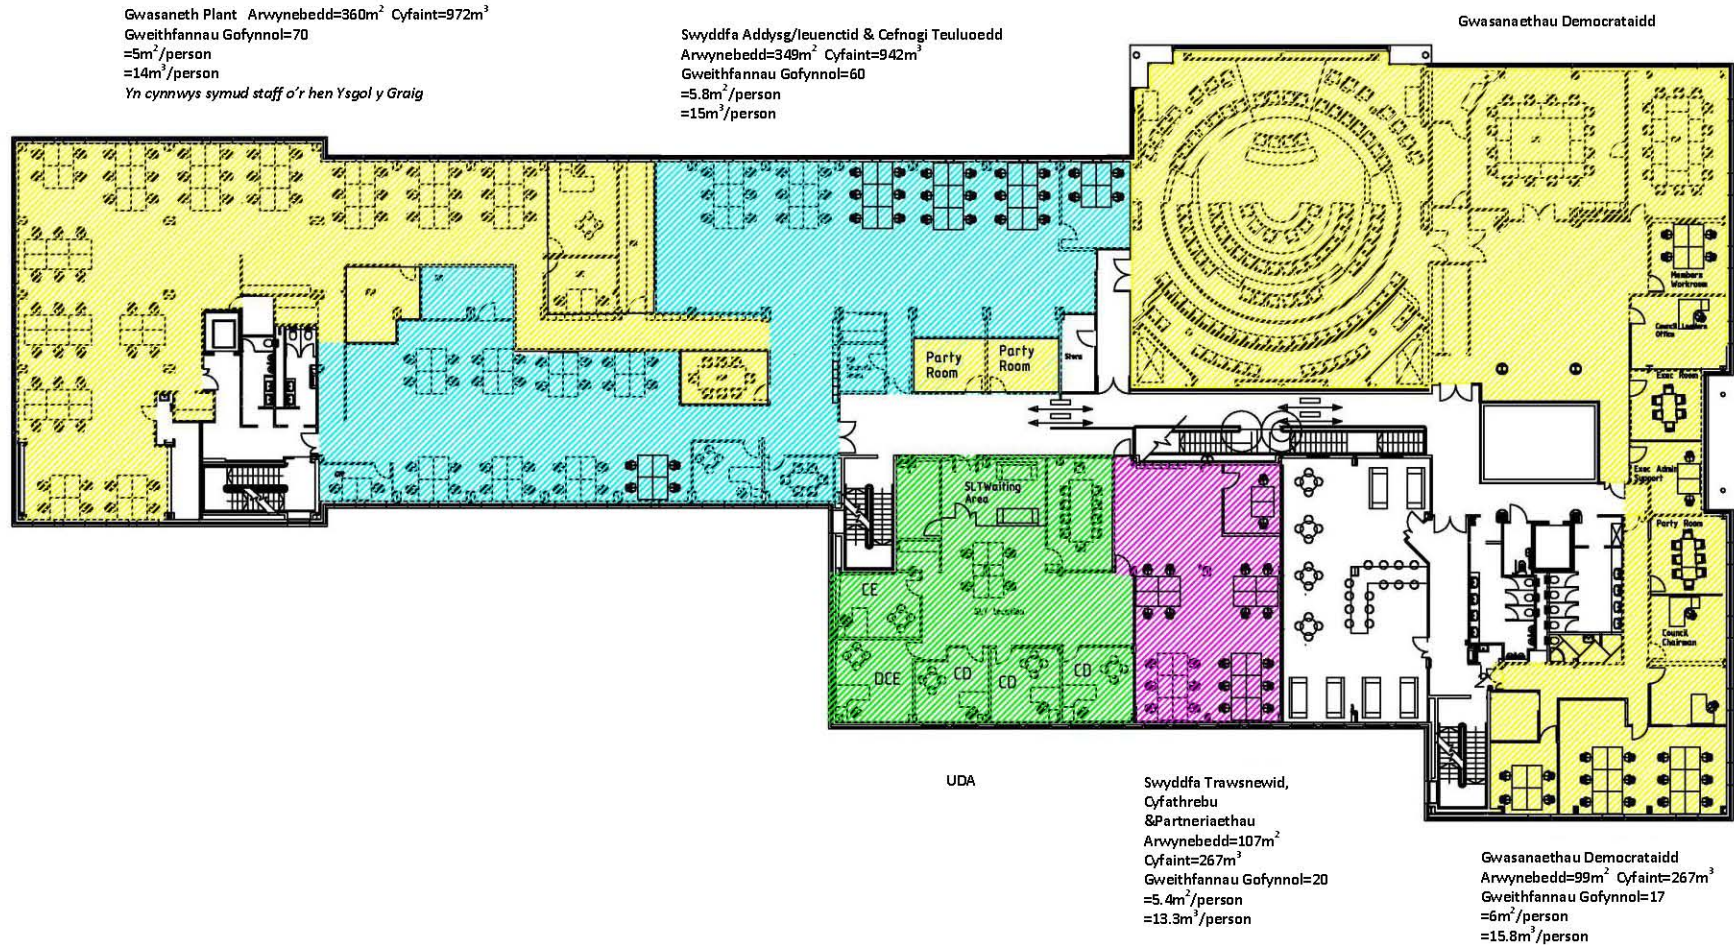 Gwasaneth Plant Arwynebedd=360m² Cyfaint=972m³
Gweithfannau Gofynnol=70
=5m²/person
=14m³/person
Yn cynnwys symud staff o'r hen Ysgol y Graig
Swyddfa Addysg/Ieuenctid & Cefnogi Teuluoedd
Arwynebedd=349m² Cyfaint=942m³
Gweithfannau Gofynnol=60
=5.8m²/person
=15m³/person
Gwasanaethau Democrataidd
Members
Workroom
Council Leaders
Office
Party
Room
Party
Room
Store
Exec Room
Exec Admin
Support
SLT Waiting
Area
Party Room
CE
Council
Chairman
DCE
CD
CD
CD
UDA
Swyddfa Trawsnewid,
Cyfathrebu
&Partneriaethau
Arwynebedd=107m²
Cyfaint=267m³
Gweithfannau Gofynnol=20
=5.4m²/person
=13.3m³/person
Gwasanaethau Democrataidd
Arwynebedd=99m² Cyfaint=267m³
Gweithfannau Gofynnol=17
=6m²/person
=15.8m³/person